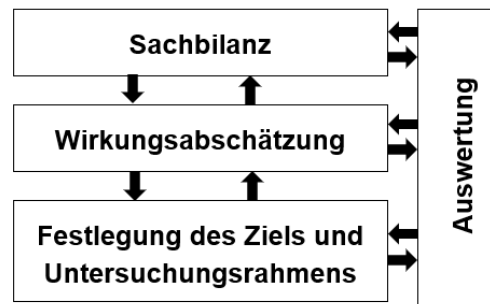 Sachbilanz
Wirkungsabschätzung
Festlegung des Ziels und
Untersuchungsrahmens
Auswertung